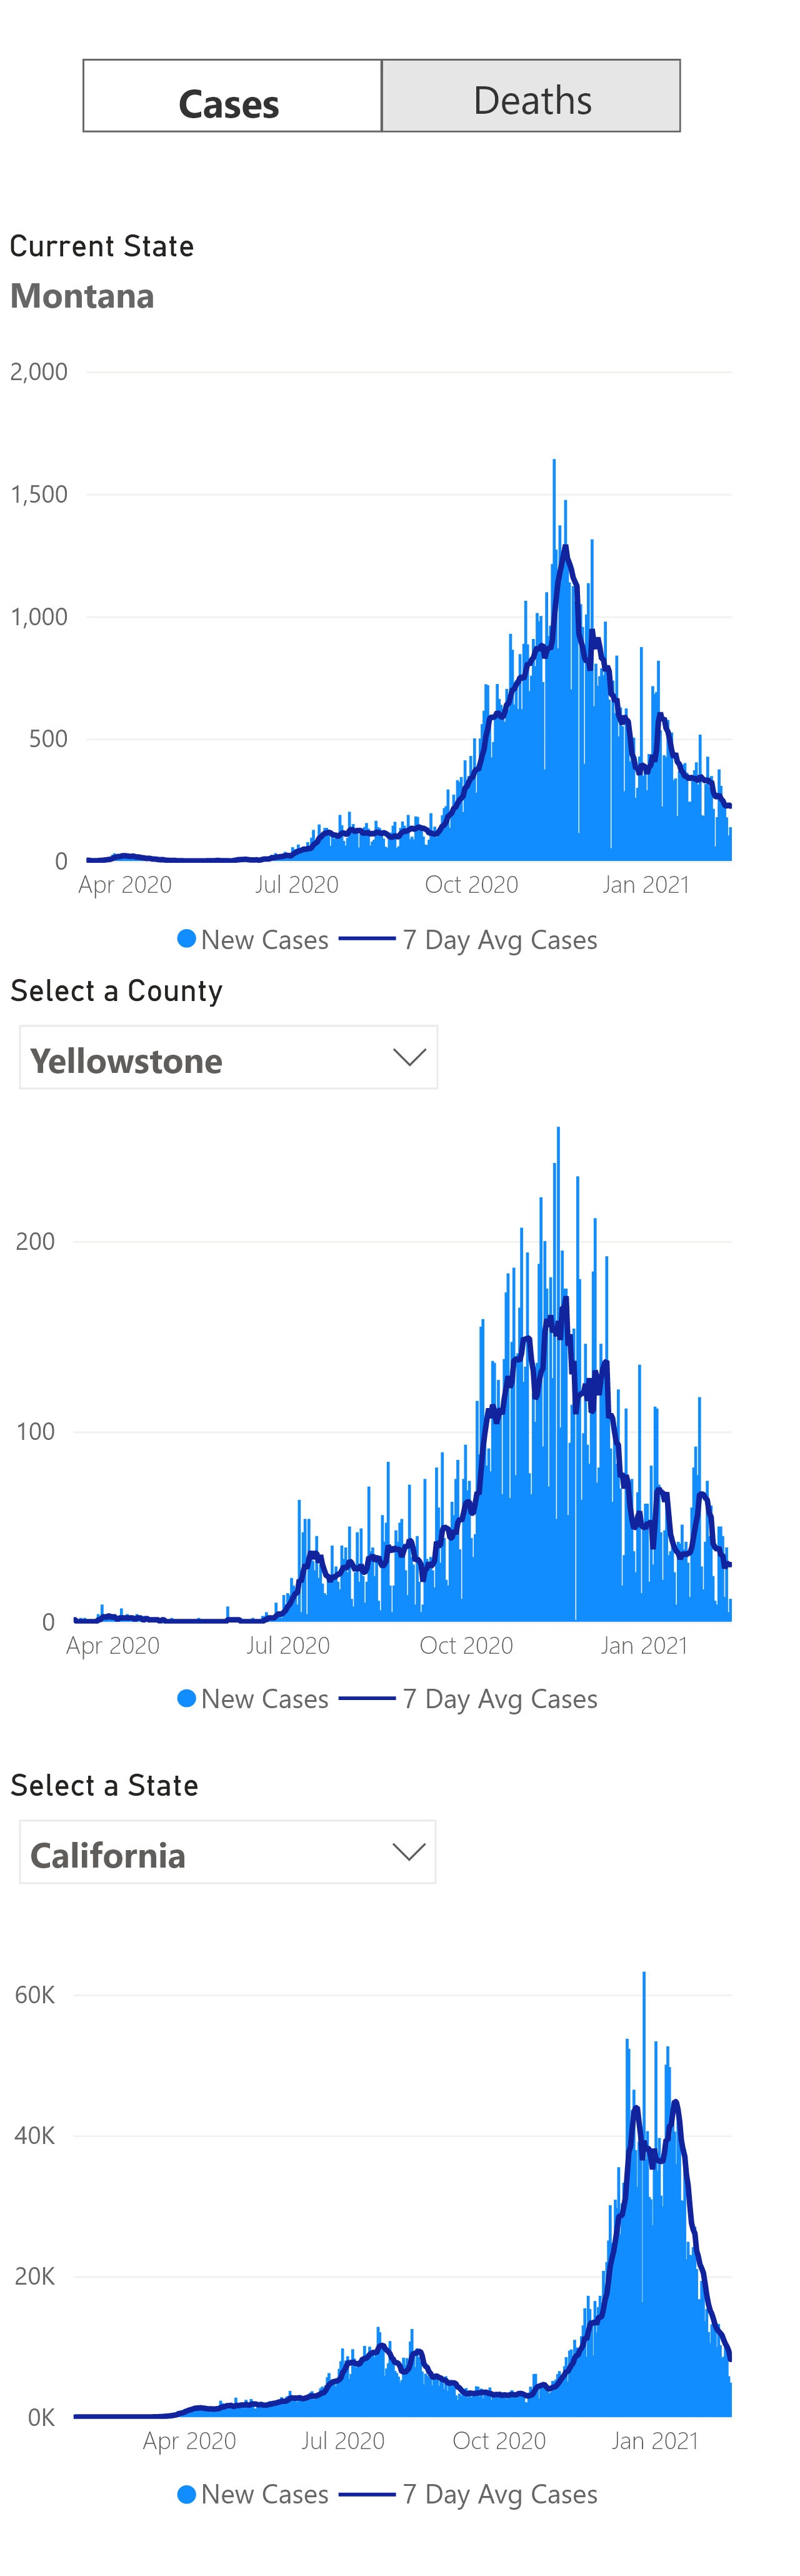 Cases Deaths
Current State
Montana
2,000
1,500
1,000
500
0
Apr 2020 Jul 2020 Oct 2020 Jan 2021
New Cases 7 Day Avg Cases
Select a County
Yellowstone
200
100
0
Apr 2020 Jul 2020 Oct 2020 Jan 2021
New Cases 7 Day Avg Cases
Select a State
California
60K
40K
20K
0K
Apr 2020 Jul 2020 Oct 2020 Jan 2021
New Cases 7 Day Avg Cases